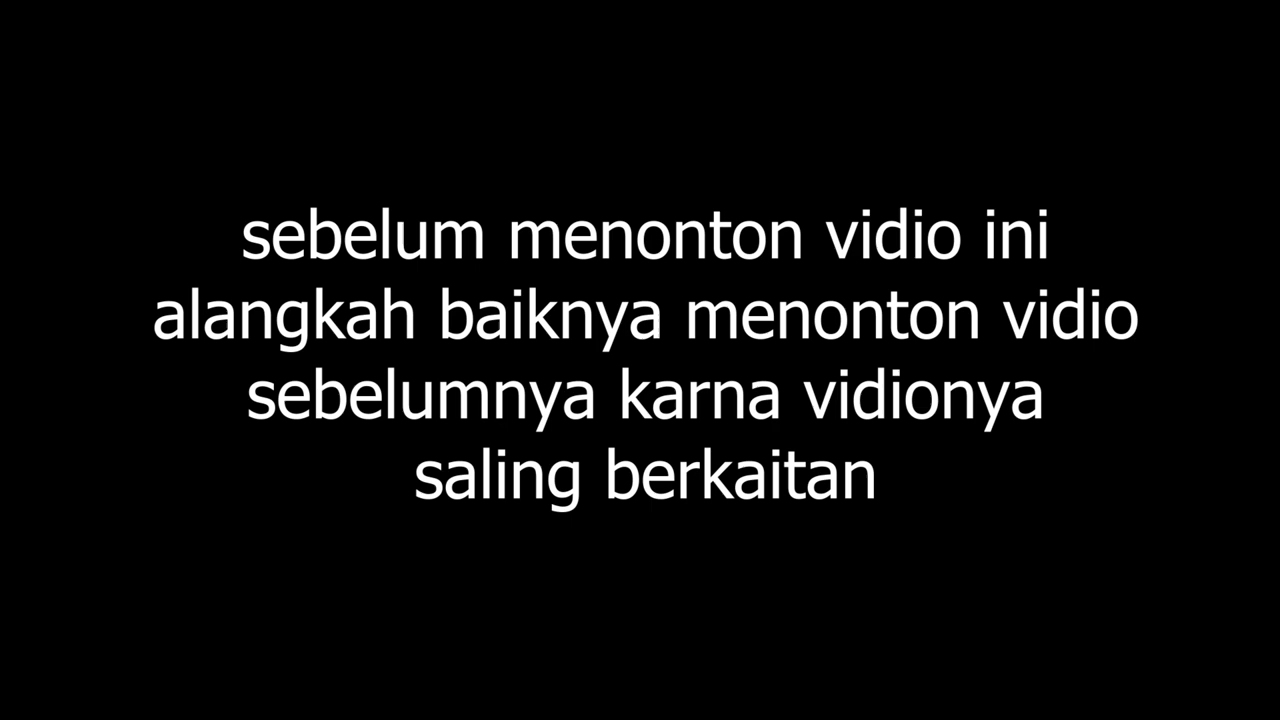 sebelum menonton vidio ini
alangkah baiknya menonton vidio
sebelumnya karna vidionya
saling berkaitan